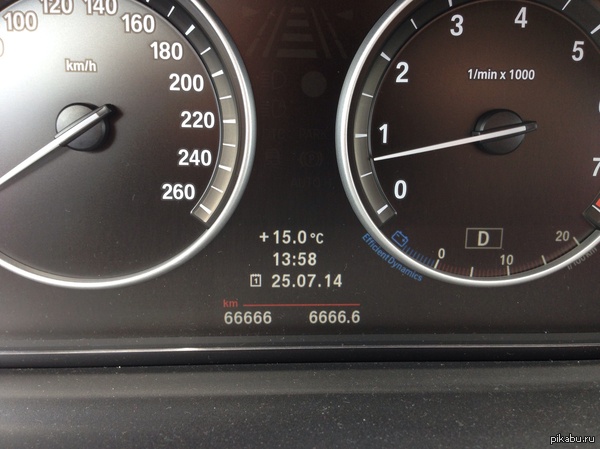 100 120 140 160 180 200 220 240 260
km/h
0 1 2 3 4 5 6 7
1/min x 1000
+15.0 °C
13:58
25.07.14
km
66666 6666.6
D
EfficientDynamics
0 10 20
pikabu.ru